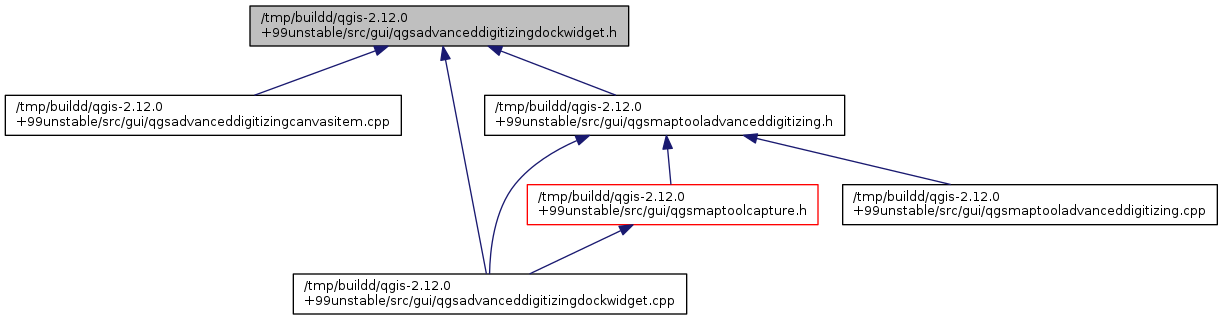 /tmp/buildd/qgis-2.12.0
+99unstable/src/gui/qgsadvanceddigitizingdockwidget.h
/tmp/buildd/qgis-2.12.0
+99unstable/src/gui/qgsadvanceddigitizingcanvasitem.cpp
/tmp/buildd/qgis-2.12.0
+99unstable/src/gui/qgsmaptooladvanceddigitizing.h
/tmp/buildd/qgis-2.12.0
+99unstable/src/gui/qgsmaptoolcapture.h
/tmp/buildd/qgis-2.12.0
+99unstable/src/gui/qgsmaptooladvanceddigitizing.cpp
/tmp/buildd/qgis-2.12.0
+99unstable/src/gui/qgsadvanceddigitizingdockwidget.cpp